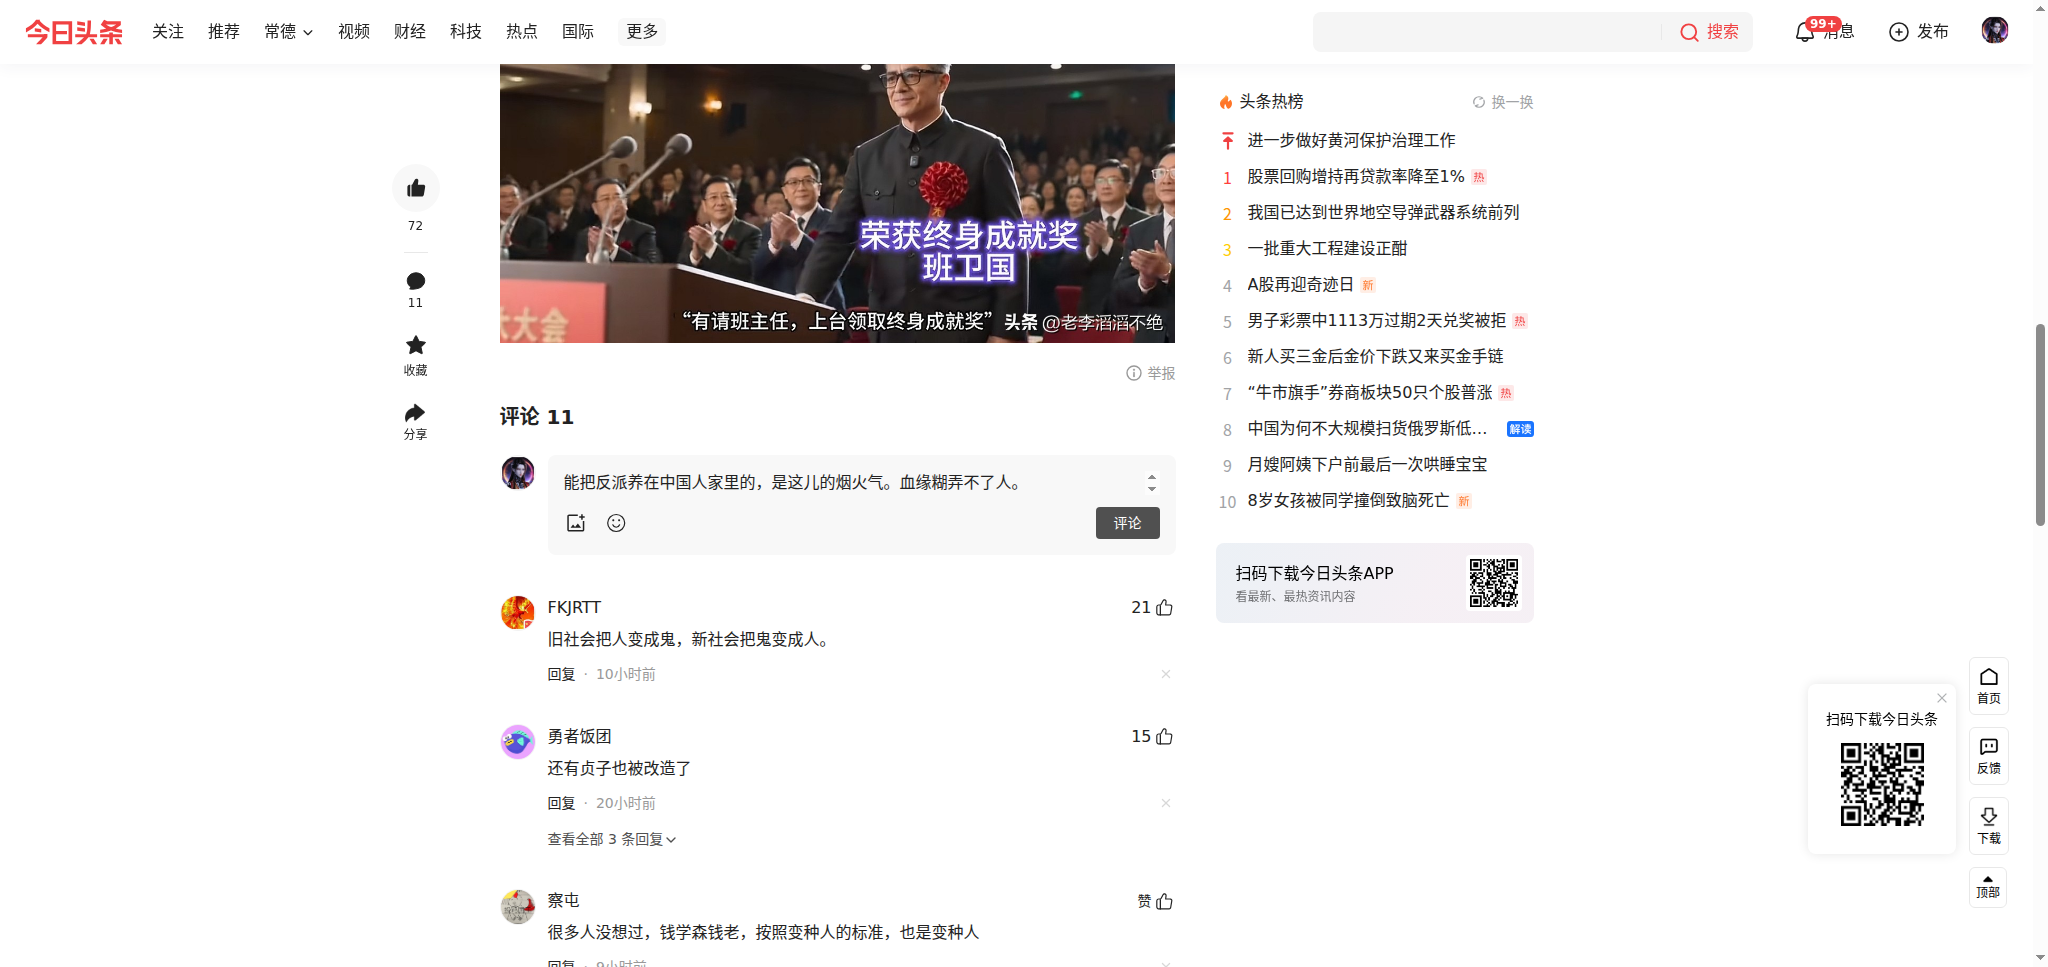 今日头条
关注
推荐
常德
视频
财经
科技
热点
国际
更多
搜索
99+
消息
发布
荣获终身成就奖
班卫国
“有请班主任，上台领取终身成就奖”
头条 @老李滔滔不绝
大会
72
11
收藏
分享
举报
评论 11
能把反派养在中国人家里的，是这儿的烟火气。血缘糊弄不了人。
评论
FKJRTT
21
旧社会把人变成鬼，新社会把鬼变成人。
回复 · 10小时前
勇者饭团
15
还有贞子也被改造了
回复 · 20小时前
查看全部 3 条回复
察屯
赞
很多人没想过，钱学森钱老，按照变种人的标准，也是变种人
回复 · 9小时前
头条热榜
换一换
进一步做好黄河保护治理工作
1 股票回购增持再贷款率降至1% 热
2 我国已达到世界地空导弹武器系统前列
3 一批重大工程建设正酣
4 A股再迎奇迹日 新
5 男子彩票中1113万过期2天兑奖被拒 热
6 新人买三金后金价下跌又来买金手链
7 “牛市旗手”券商板块50只个股普涨 热
8 中国为何不大规模扫货俄罗斯低... 解读
9 月嫂阿姨下户前最后一次哄睡宝宝
10 8岁女孩被同学撞倒致脑死亡 新
扫码下载今日头条APP
看最新、最热资讯内容
扫码下载今日头条
首页
反馈
下载
顶部